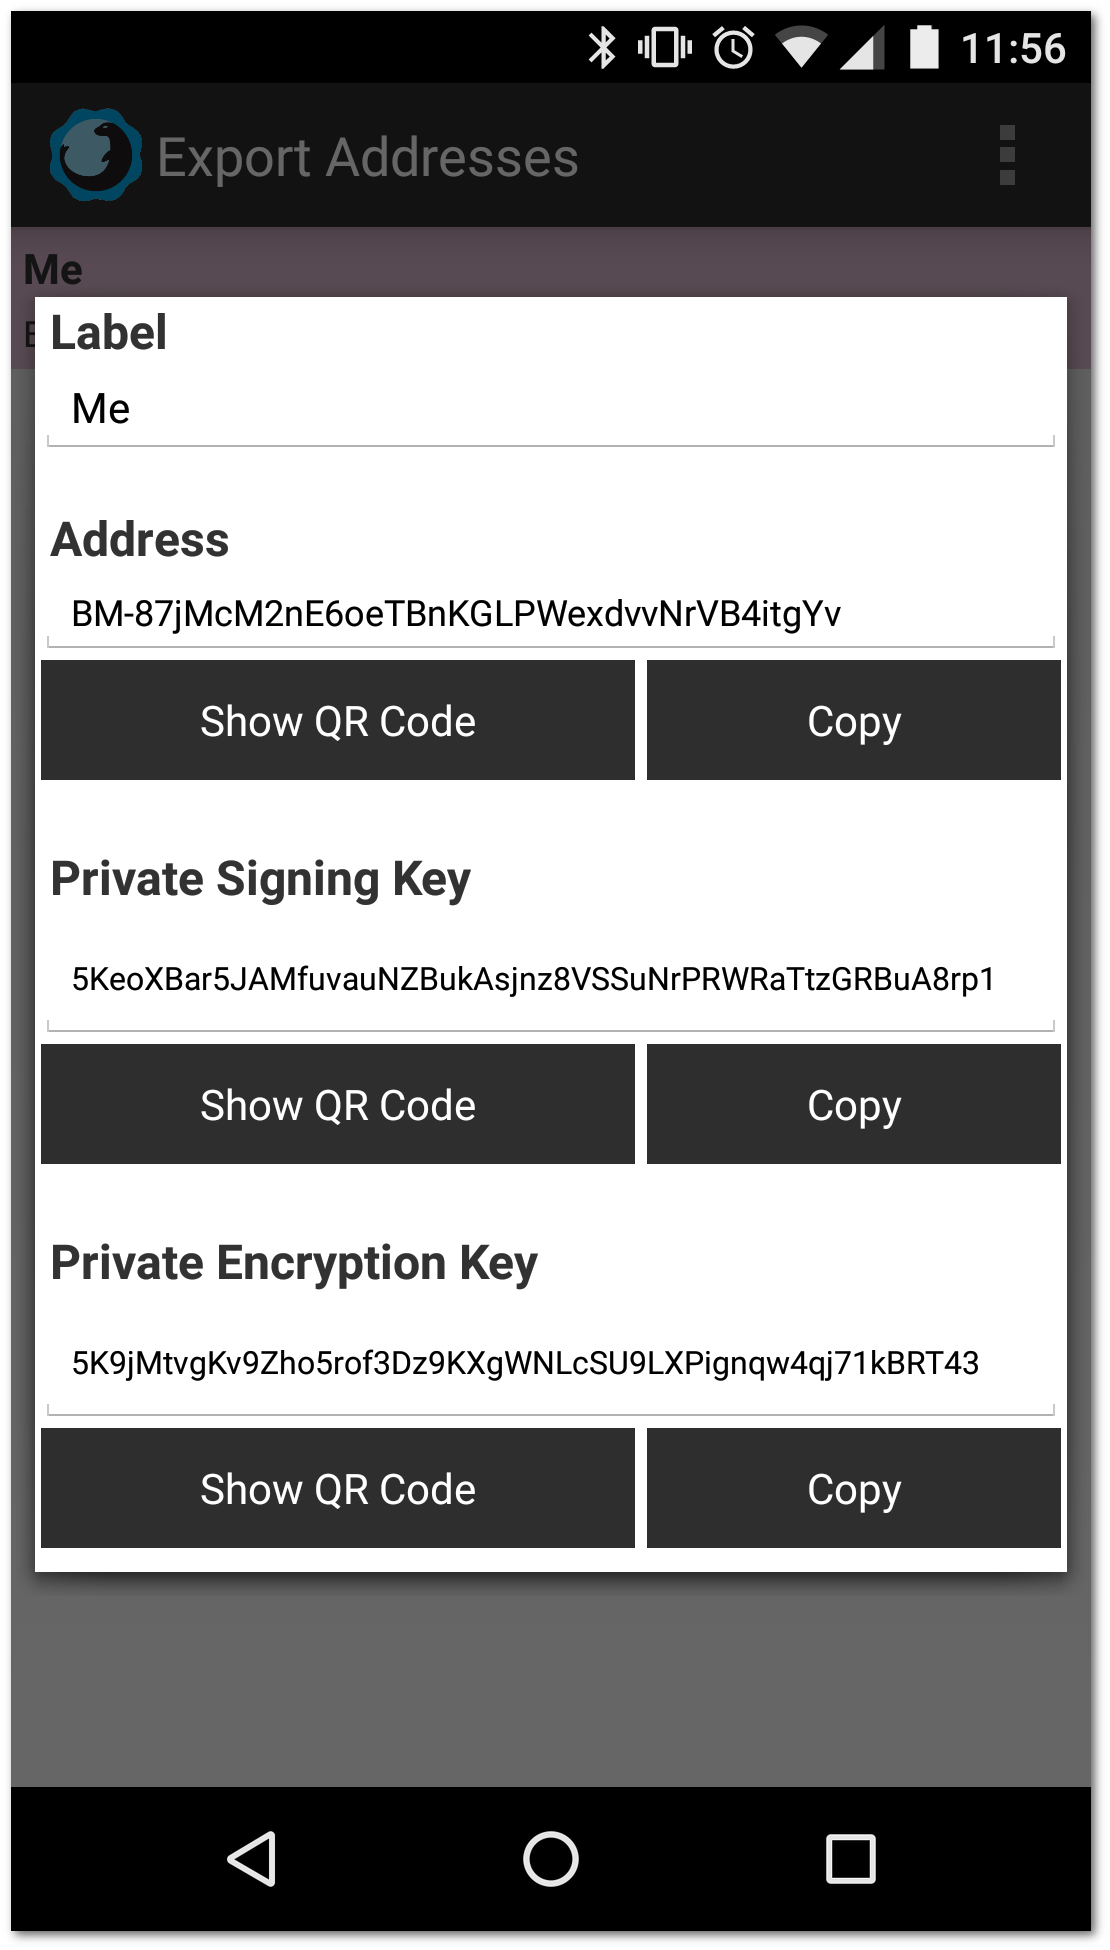 11:56
Export Addresses
Me
Label
Me
Address
BM-87jMcM2nE6oeTBnKGLPWexdvvNrVB4itgYv
Show QR Code Copy
Private Signing Key
5KeoXBar5JAMfuvauNZBukAsjnz8VSSuNrPRWRaTtzGRBuA8rp1
Show QR Code Copy
Private Encryption Key
5K9jMtvgKv9Zho5rof3Dz9KXgWNLcSU9LXPignqw4qj71kBRT43
Show QR Code Copy